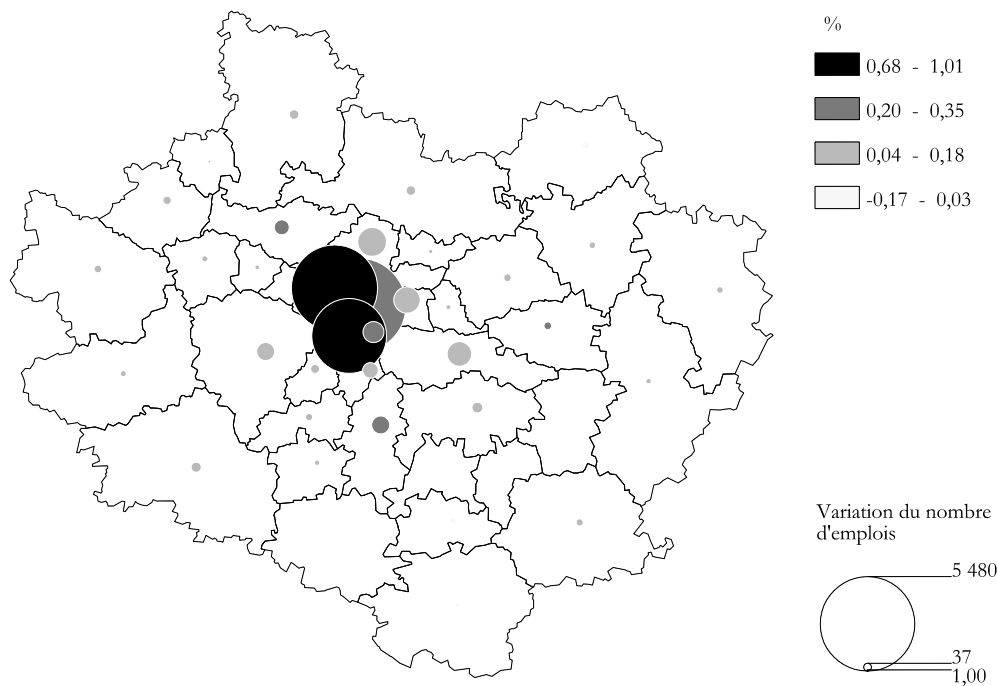 %
0,68 - 1,01
0,20 - 0,35
0,04 - 0,18
-0,17 - 0,03
Variation du nombre
d'emplois
5 480
37
1,00